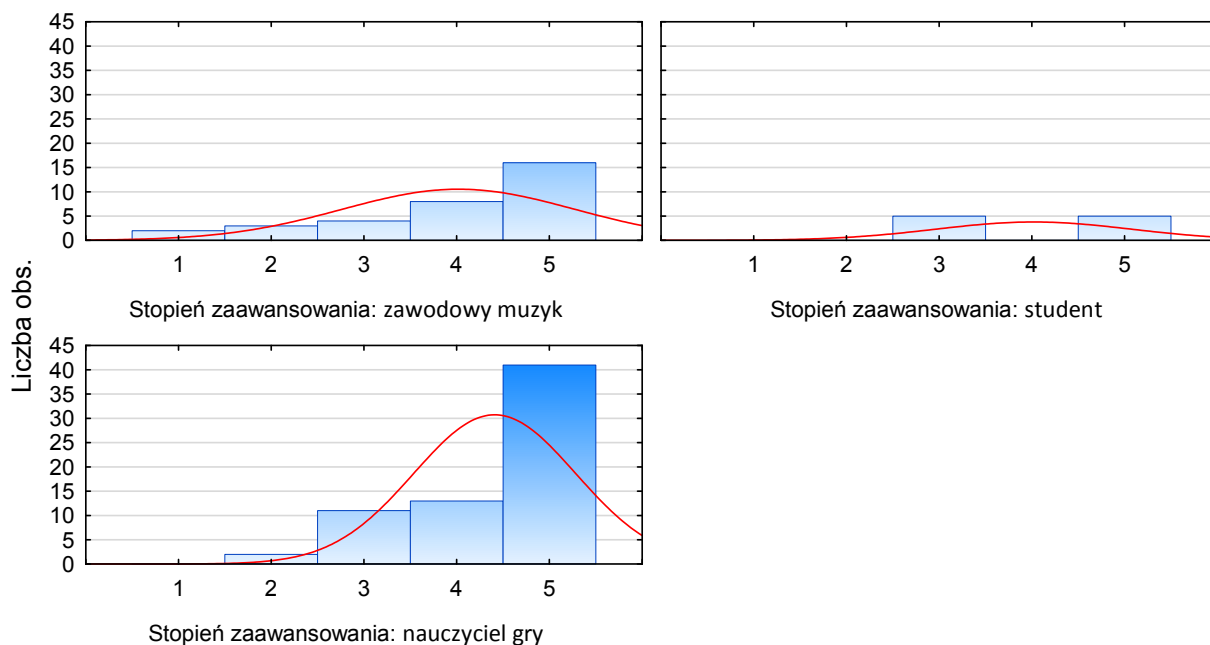 Liczba obs.
45
40
35
30
25
20
15
10
5
0
1 2 3 4 5
Stopień zaawansowania: zawodowy muzyk
1 2 3 4 5
Stopień zaawansowania: student
45
40
35
30
25
20
15
10
5
0
1 2 3 4 5
Stopień zaawansowania: nauczyciel gry